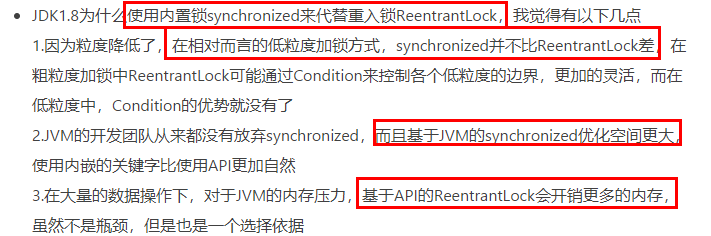 JDK1.8为什么使用内置锁synchronized来代替重入锁ReentrantLock，我觉得有以下几点
1.因为粒度降低了，在相对而言的低粒度加锁方式，synchronized并不比ReentrantLock差，在
粗粒度加锁中ReentrantLock可能通过Condition来控制各个低粒度的边界，更加的灵活，而在
低粒度中，Condition的优势就没有了
2.JVM的开发团队从来都没有放弃synchronized，而且基于JVM的synchronized优化空间更大，
使用内嵌的关键字比使用API更加自然
3.在大量的数据操作下，对于JVM的内存压力，基于API的ReentrantLock会开销更多的内存，
虽然不是瓶颈，但是也是一个选择依据